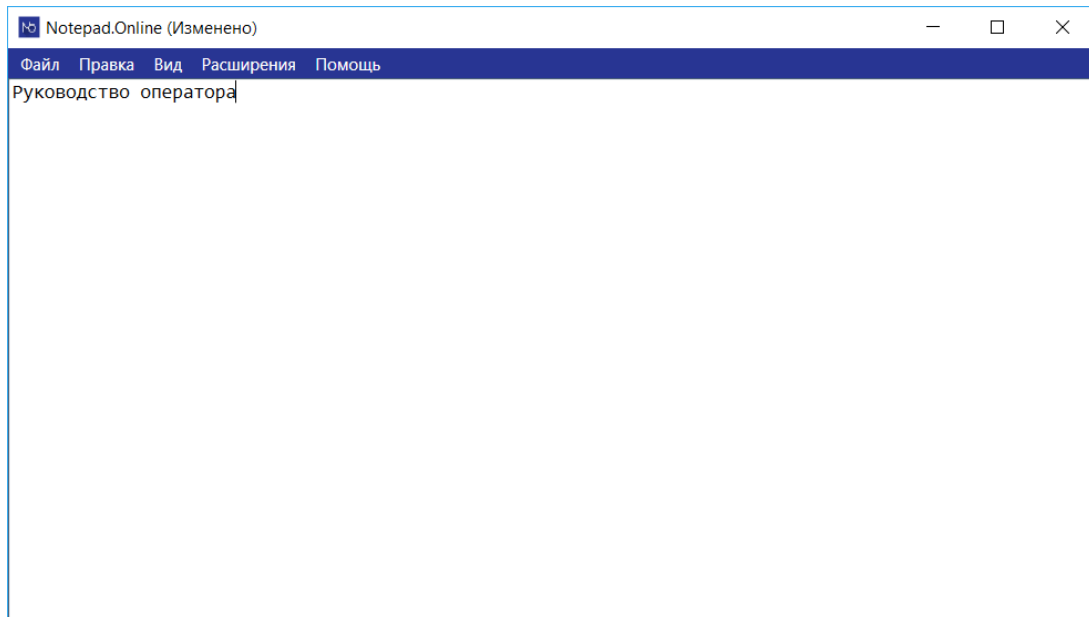 Notepad.Online (Изменено)
Файл Правка Вид Расширения Помощь
Руководство оператора